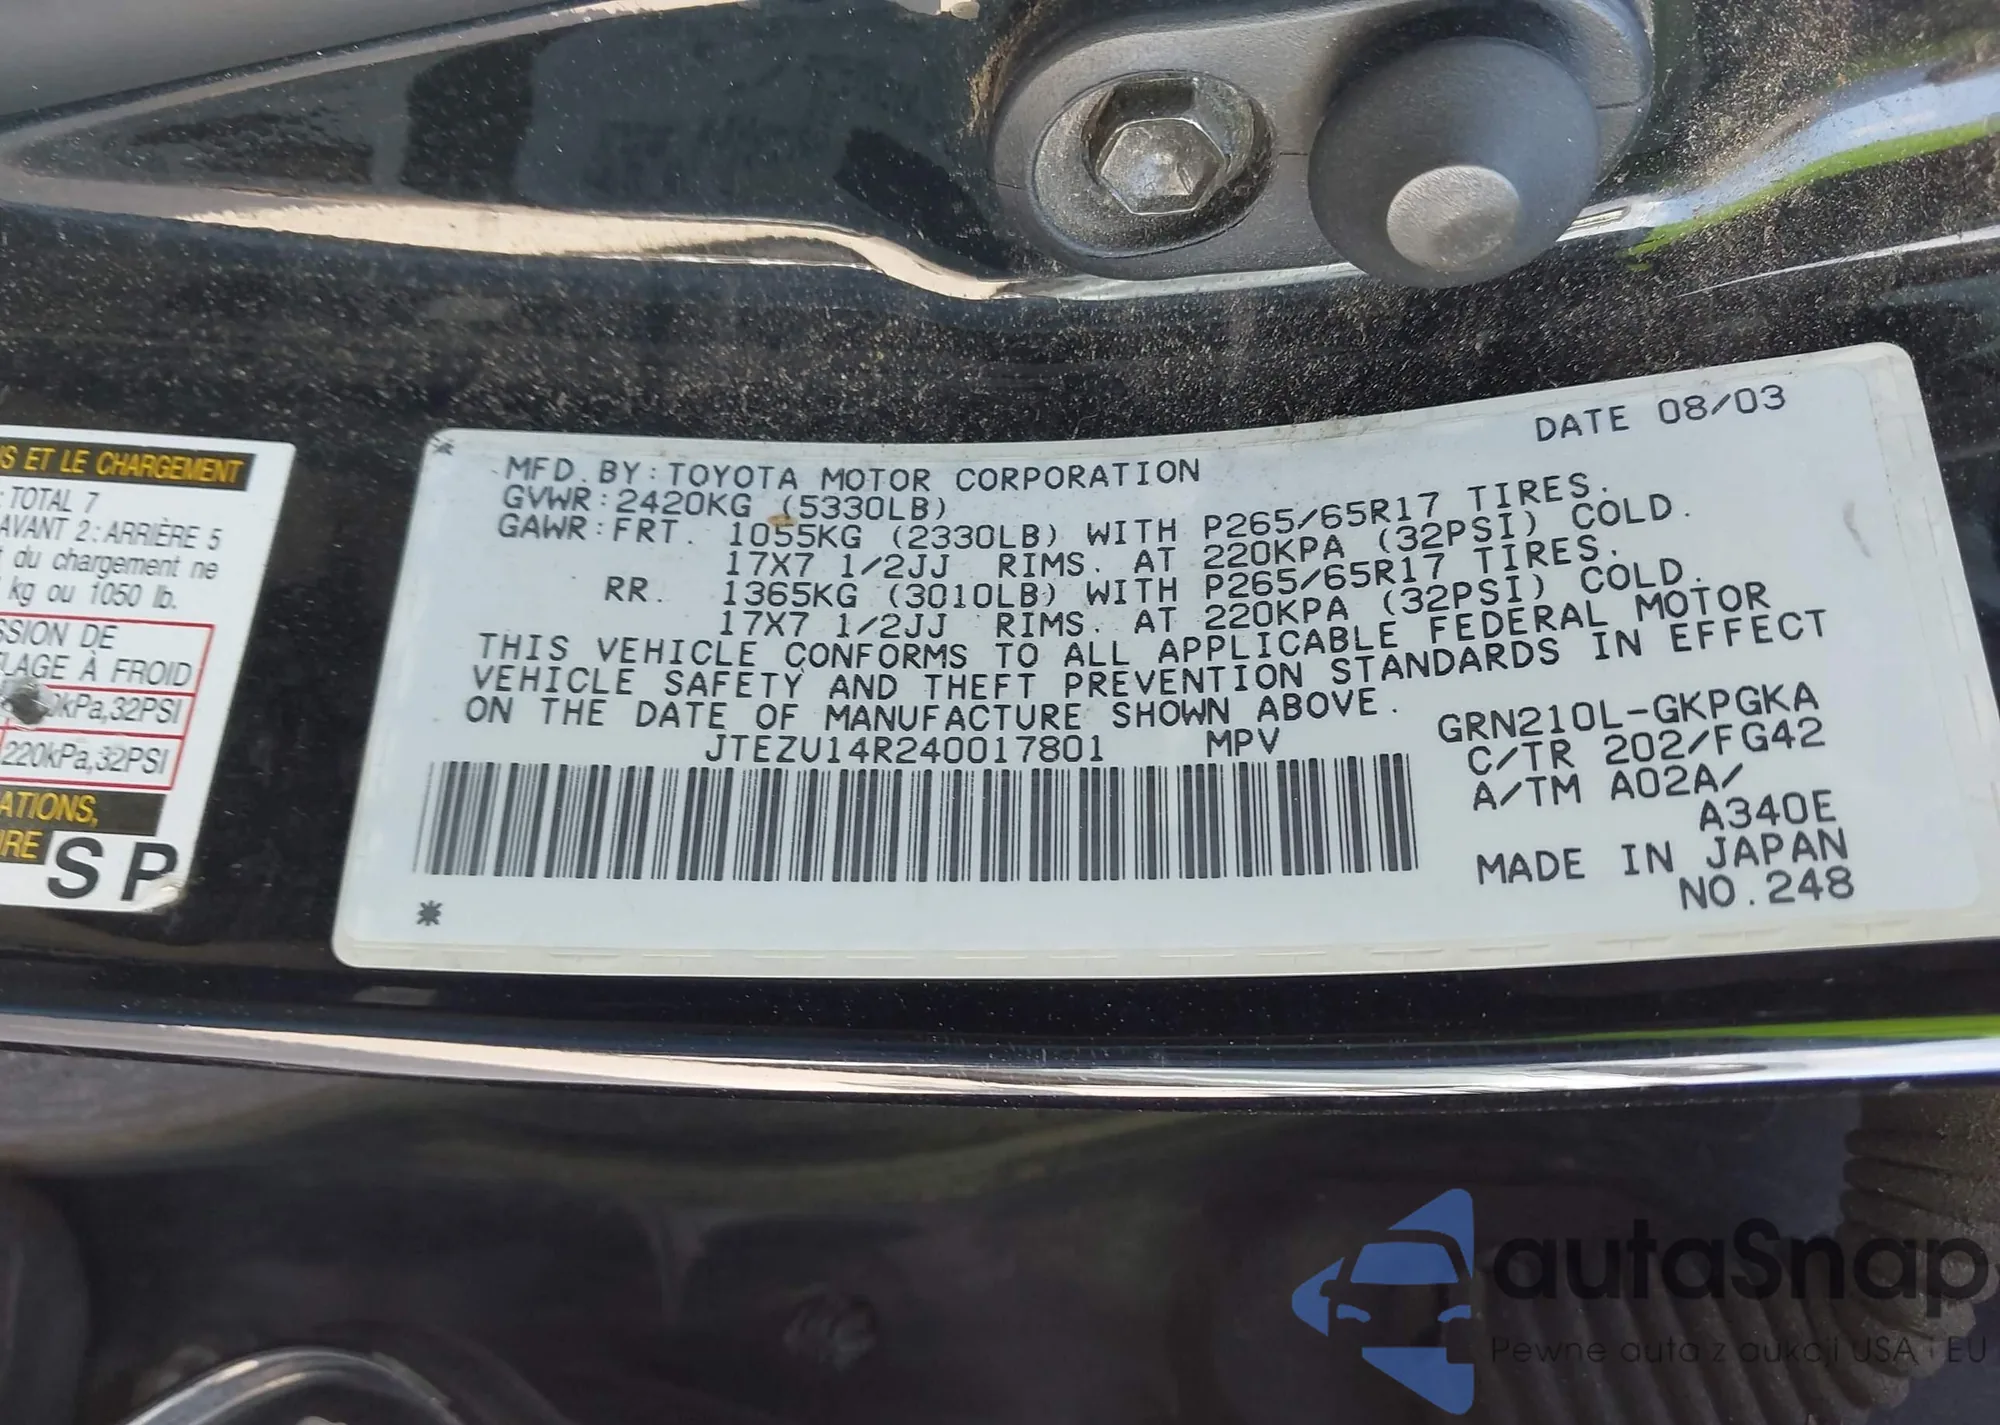 S ET LE CHARGEMENT
: TOTAL 7
AVANT 2: ARRIÈRE 5
du chargement ne
kg ou 1050 lb.
SSION DE
FLAGE À FROID
kPa,32PSI
220kPa,32PSI
ATIONS,
IRE SP
DATE 08/03
MFD. BY: TOYOTA MOTOR CORPORATION
GVWR: 2420KG (5330LB)
GAWR: FRT. 1055KG (2330LB) WITH P265/65R17 TIRES.
17X7 1/2JJ RIMS. AT 220KPA (32PSI) COLD.
RR. 1365KG (3010LB) WITH P265/65R17 TIRES.
17X7 1/2JJ RIMS. AT 220KPA (32PSI) COLD.
THIS VEHICLE CONFORMS TO ALL APPLICABLE FEDERAL MOTOR
VEHICLE SAFETY AND THEFT PREVENTION STANDARDS IN EFFECT
ON THE DATE OF MANUFACTURE SHOWN ABOVE.
JTEZU14R240017801 MPV
GRN210L-GKPGKA
C/TR 202/FG42
A/TM A02A/
A340E
MADE IN JAPAN
NO.248
autaSnap
Pewne auta z aukcji USA i EU